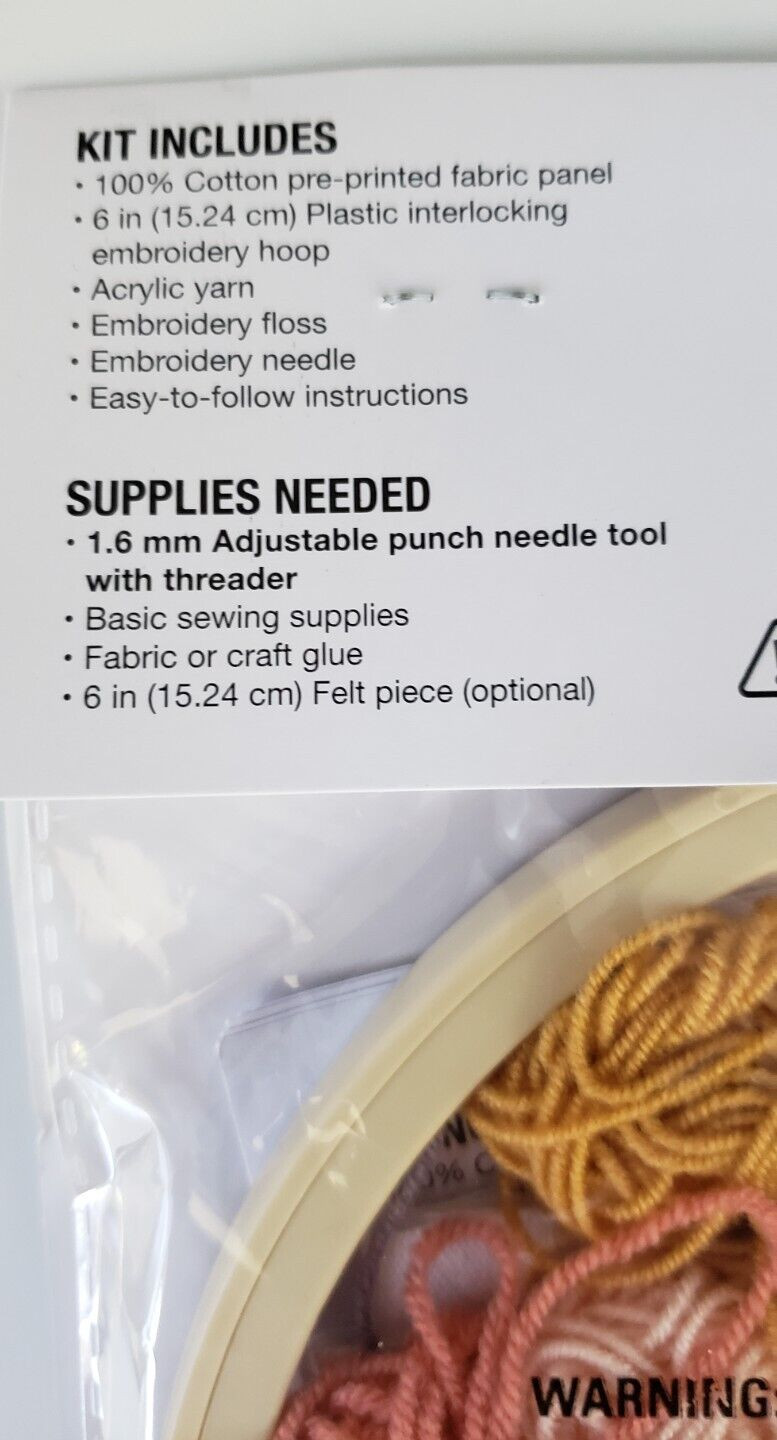 KIT INCLUDES
• 100% Cotton pre-printed fabric panel
• 6 in (15.24 cm) Plastic interlocking
embroidery hoop
• Acrylic yarn
• Embroidery floss
• Embroidery needle
• Easy-to-follow instructions
SUPPLIES NEEDED
• 1.6 mm Adjustable punch needle tool
with threader
• Basic sewing supplies
• Fabric or craft glue
• 6 in (15.24 cm) Felt piece (optional)
WARNING: